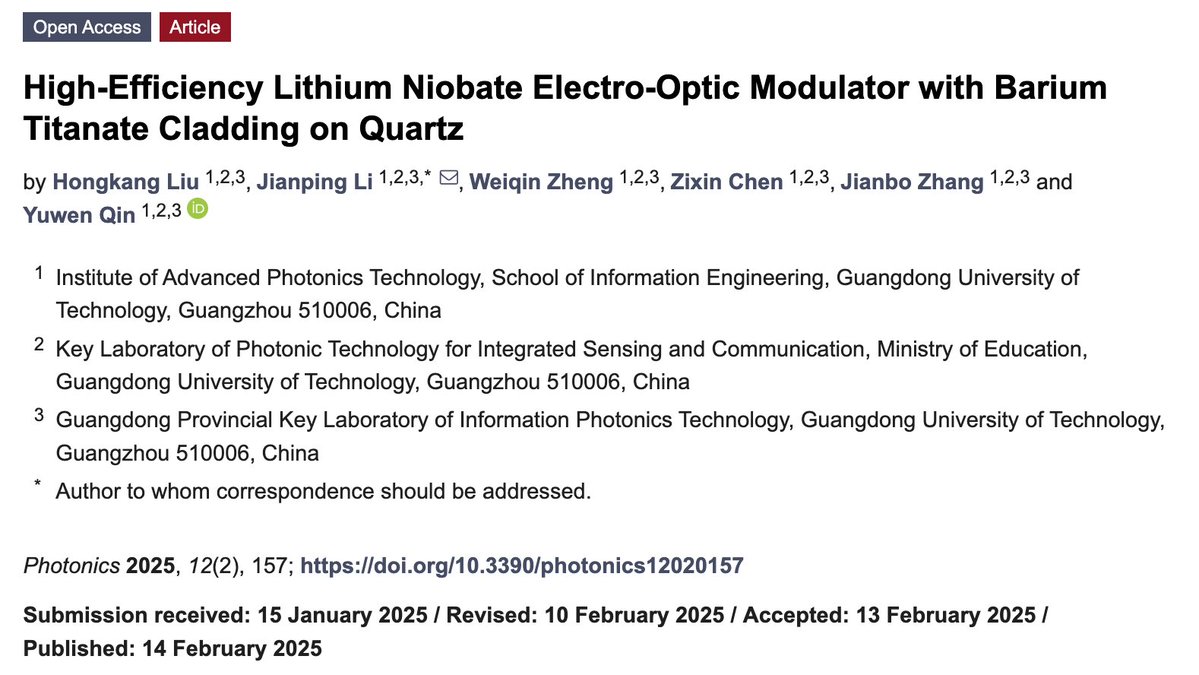 Open Access Article
High-Efficiency Lithium Niobate Electro-Optic Modulator with Barium
Titanate Cladding on Quartz
by Hongkang Liu 1,2,3, Jianping Li 1,2,3,* , Weiqin Zheng 1,2,3, Zixin Chen 1,2,3, Jianbo Zhang 1,2,3 and
Yuwen Qin 1,2,3 iD
1 Institute of Advanced Photonics Technology, School of Information Engineering, Guangdong University of
Technology, Guangzhou 510006, China
2 Key Laboratory of Photonic Technology for Integrated Sensing and Communication, Ministry of Education,
Guangdong University of Technology, Guangzhou 510006, China
3 Guangdong Provincial Key Laboratory of Information Photonics Technology, Guangdong University of Technology,
Guangzhou 510006, China
* Author to whom correspondence should be addressed.
Photonics 2025, 12(2), 157; https://doi.org/10.3390/photonics12020157
Submission received: 15 January 2025 / Revised: 10 February 2025 / Accepted: 13 February 2025 /
Published: 14 February 2025